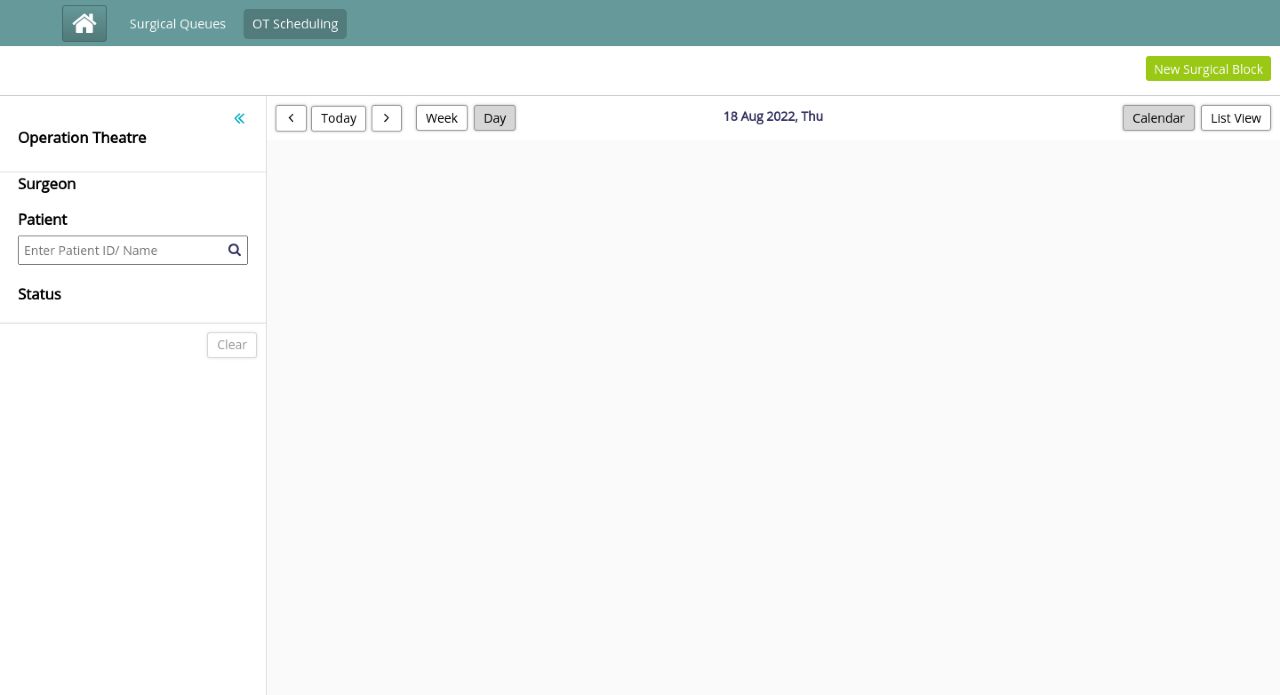 Surgical Queues
OT Scheduling
New Surgical Block
Operation Theatre
Surgeon
Patient
Enter Patient ID/ Name
Status
Clear
Today
Week
Day
18 Aug 2022, Thu
Calendar
List View